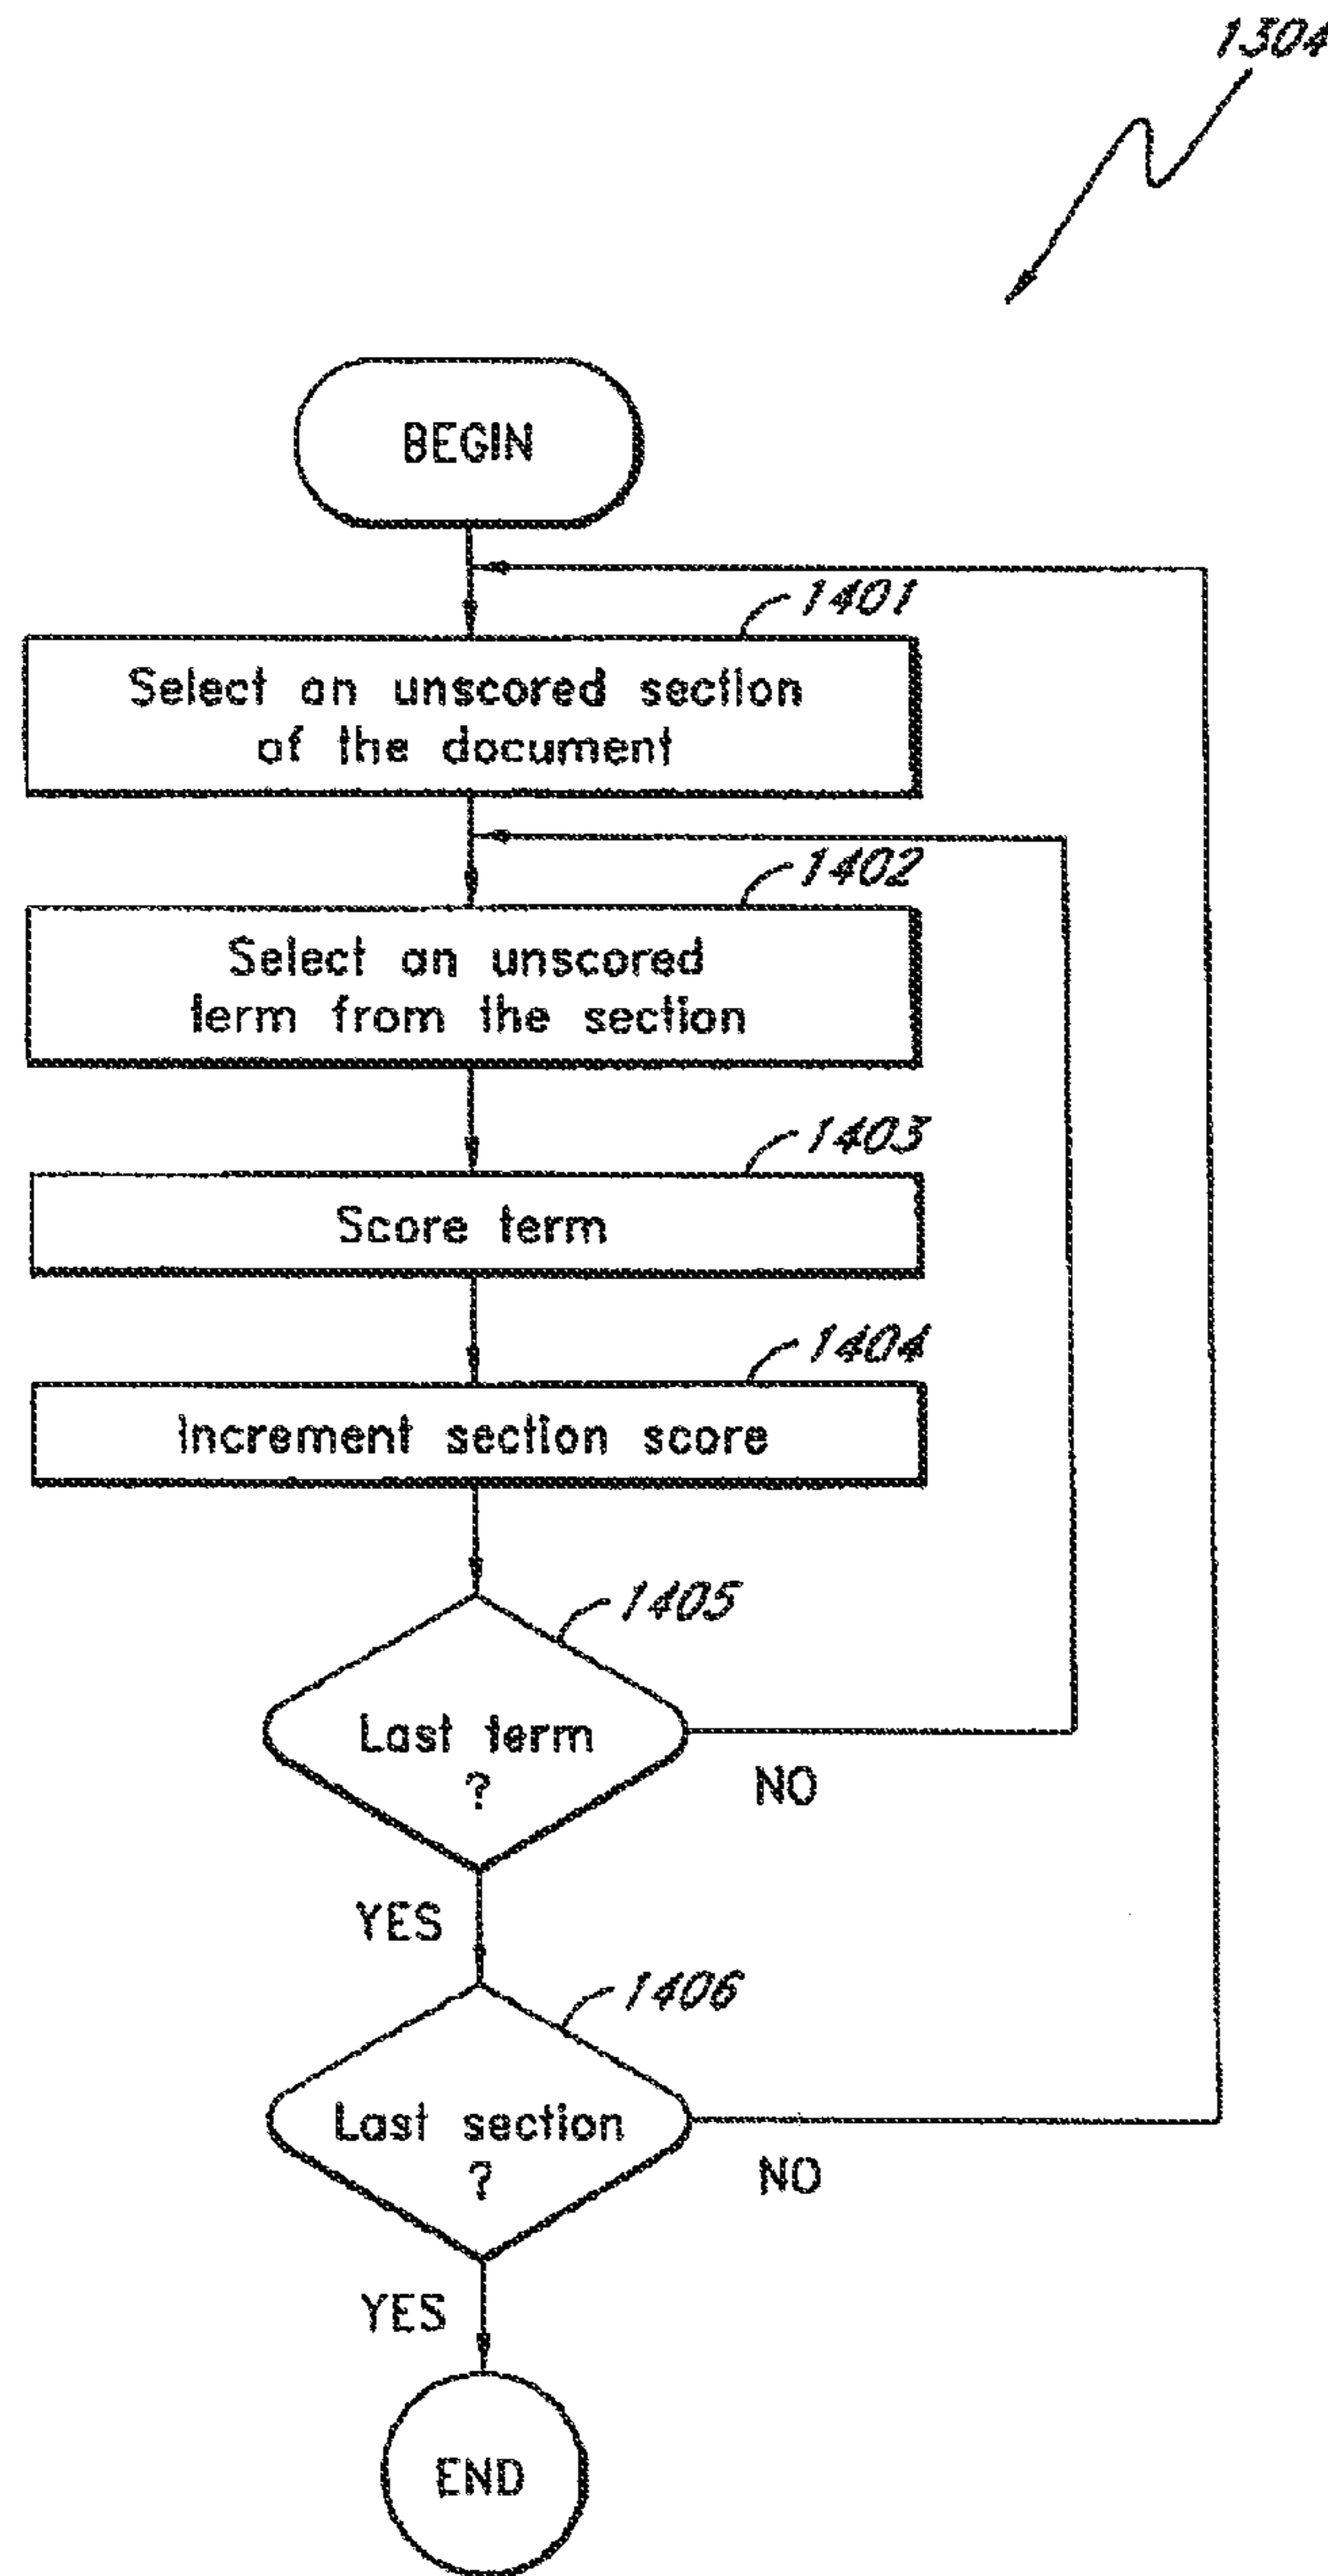 1304
BEGIN
1401
Select an unscored section
of the document
1402
Select an unscored
term from the section
1403
Score term
1404
Increment section score
1405
Last term
?
NO
YES
1406
Last section
?
NO
YES
END